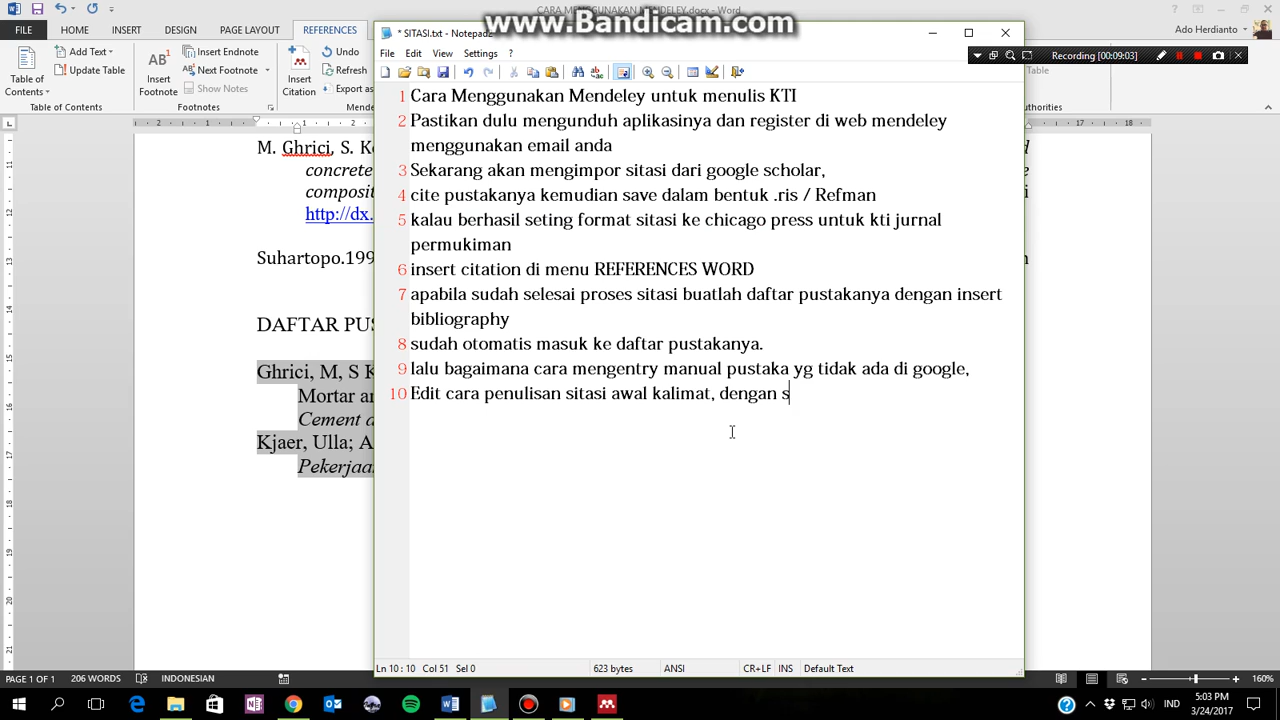 CARA MENGGUNAKAN MENDELEY.docx - Word
www.Bandicam.com
FILE HOME INSERT DESIGN PAGE LAYOUT REFERENCES
Ado Herdianto
* SITASI.txt - Notepad2
File Edit View Settings ?
Recording [00:09:03]
Table of Contents
Add Text
Update Table
Table of Contents
AB
Insert Footnote
Insert Endnote
Next Footnote
Show Notes
Footnotes
Insert Citation
Undo
Refresh
Export as
Table
M. Ghrici, S.
concrete
composit
http://dx.
Suhartopo.199
DAFTAR PUS
Ghrici, M, S K
Mortar an
Cement a
Kjaer, Ulla; A
Pekerjaan
1 Cara Menggunakan Mendeley untuk menulis KTI
2 Pastikan dulu mengunduh aplikasinya dan register di web mendeley
menggunakan email anda
3 Sekarang akan mengimpor sitasi dari google scholar,
4 cite pustakanya kemudian save dalam bentuk .ris / Refman
5 kalau berhasil seting format sitasi ke chicago press untuk kti jurnal
permukiman
6 insert citation di menu REFERENCES WORD
7 apabila sudah selesai proses sitasi buatlah daftar pustakanya dengan insert
bibliography
8 sudah otomatis masuk ke daftar pustakanya.
9 lalu bagaimana cara mengentry manual pustaka yg tidak ada di google,
10 Edit cara penulisan sitasi awal kalimat, dengan s
Ln 10 : 10 Col 51 Sel 0 623 bytes ANSI CR+LF INS Default Text
PAGE 1 OF 1 206 WORDS INDONESIAN 160%
IND 5:03 PM
3/24/2017